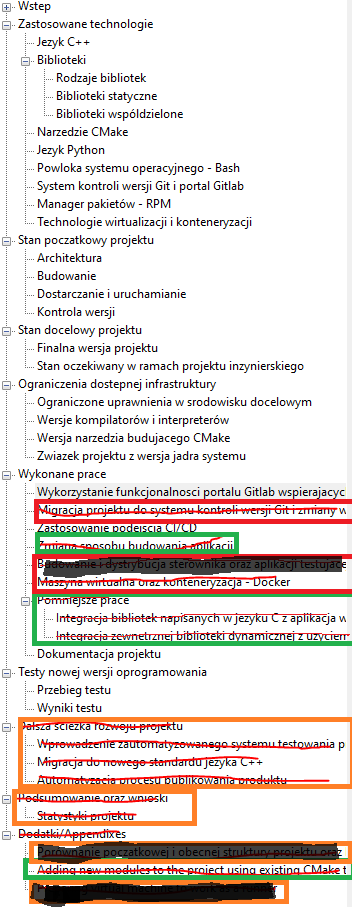 Wstep
Zastosowane technologie
Jezyk C++
Biblioteki
Rodzaje bibliotek
Biblioteki statyczne
Biblioteki wspóldzielone
Narzedzie CMake
Jezyk Python
Powloka systemu operacyjnego - Bash
System kontroli wersji Git i portal Gitlab
Manager pakietów - RPM
Technologie wirtualizacji i konteneryzacji
Stan poczatkowy projektu
Architektura
Budowanie
Dostarczanie i uruchamianie
Kontrola wersji
Stan docelowy projektu
Finalna wersja projektu
Stan oczekiwany w ramach projektu inzynierskiego
Ograniczenia dostepnej infrastruktury
Ograniczone uprawnienia w srodowisku docelowym
Wersje kompilatorów i interpreterów
Wersja narzedzia budujacego CMake
Zwiazek projektu z wersja jadra systemu
Wykonane prace
Wykorzystanie funkcjonalnosci portalu Gitlab wspierajacyc
Migracja projektu do systemu kontroli wersji Git i zmiany w
Zastosowanie podejscia CI/CD
Zmiana sposobu budowania aplikacji
Budowanie i dystrybucja sterownika oraz aplikacji testujace
Maszyna wirtualna oraz konteneryzacja - Docker
Pomniejsze prace
Integracja bibliotek napisanych w jezyku C z aplikacja w
Integracja zewnetrznej biblioteki dynamicznej z uzyciem
Dokumentacja projektu
Testy nowej wersji oprogramowania
Przebieg testu
Wyniki testu
Dalsza sciezka rozwoju projektu
Wprowadzenie zautomatyzowanego systemu testowania p
Migracja do nowego standardu jezyka C++
Automatyzacja procesu publikowania produktu
Podsumowanie oraz wnioski
Statystyki projektu
Dodatki/Appendixes
Porównanie poczatkowej i obecnej struktury projektu oraz
Adding new modules to the project using existing CMake t